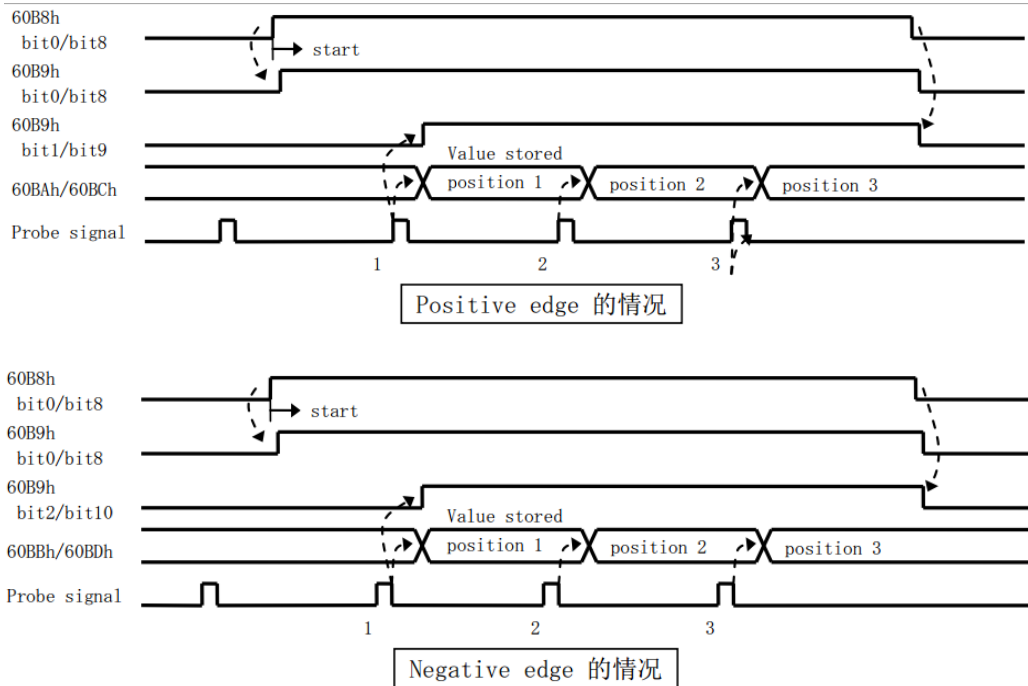 60B8h
bit0/bit8
start
60B9h
bit0/bit8
60B9h
bit1/bit9
Value stored
60BAh/60BCh
position 1
position 2
position 3
Probe signal
1
2
3
Positive edge 的情况
60B8h
bit0/bit8
start
60B9h
bit0/bit8
60B9h
bit2/bit10
Value stored
60BBh/60BDh
position 1
position 2
position 3
Probe signal
1
2
3
Negative edge 的情况